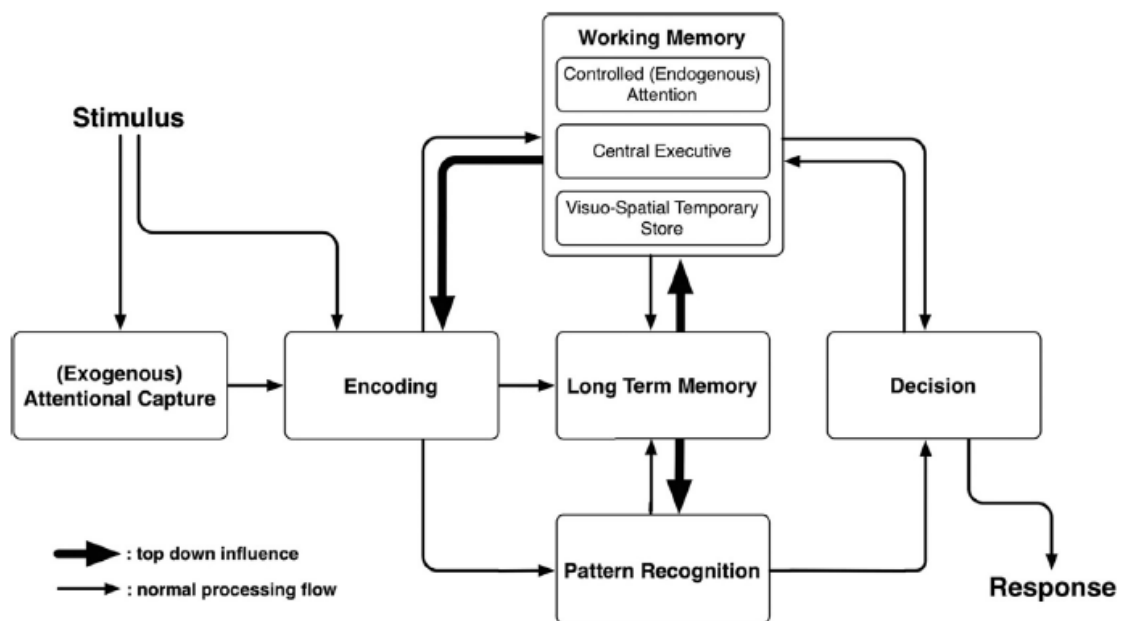 Working Memory
Controlled (Endogenous)
Attention
Central Executive
Visuo-Spatial Temporary
Store
Stimulus
(Exogenous)
Attentional Capture
Encoding
Long Term Memory
Decision
Pattern Recognition
: top down influence
: normal processing flow
Response